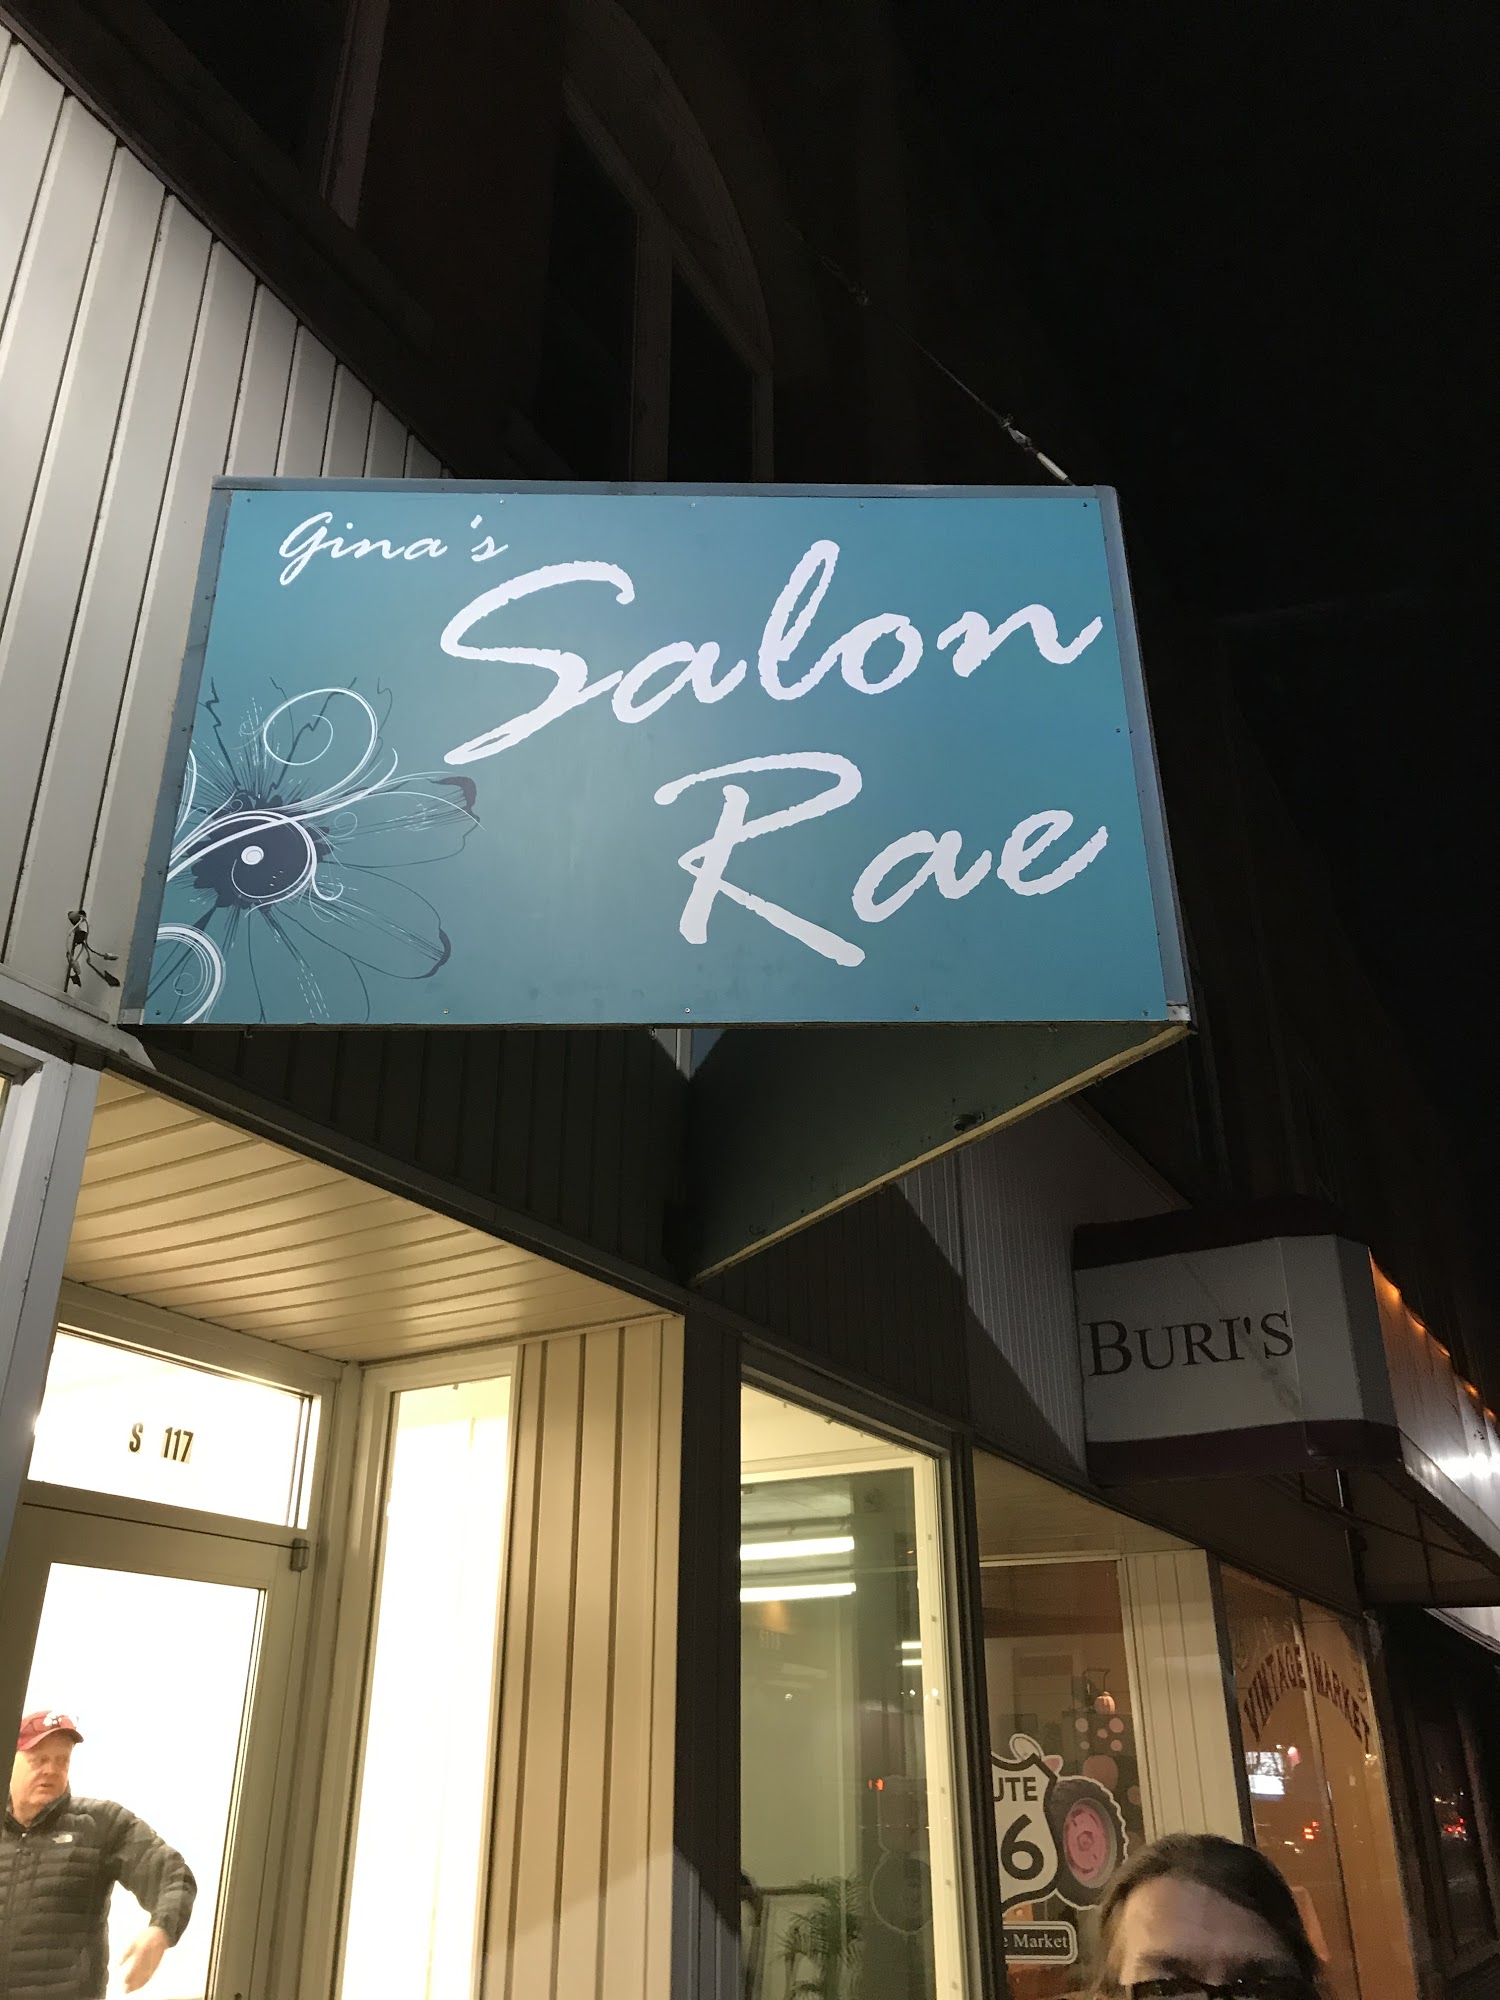 Gina's
Salon
Rae
BURI'S
S 117
VINTAGE MARKET
UTE
6
Market